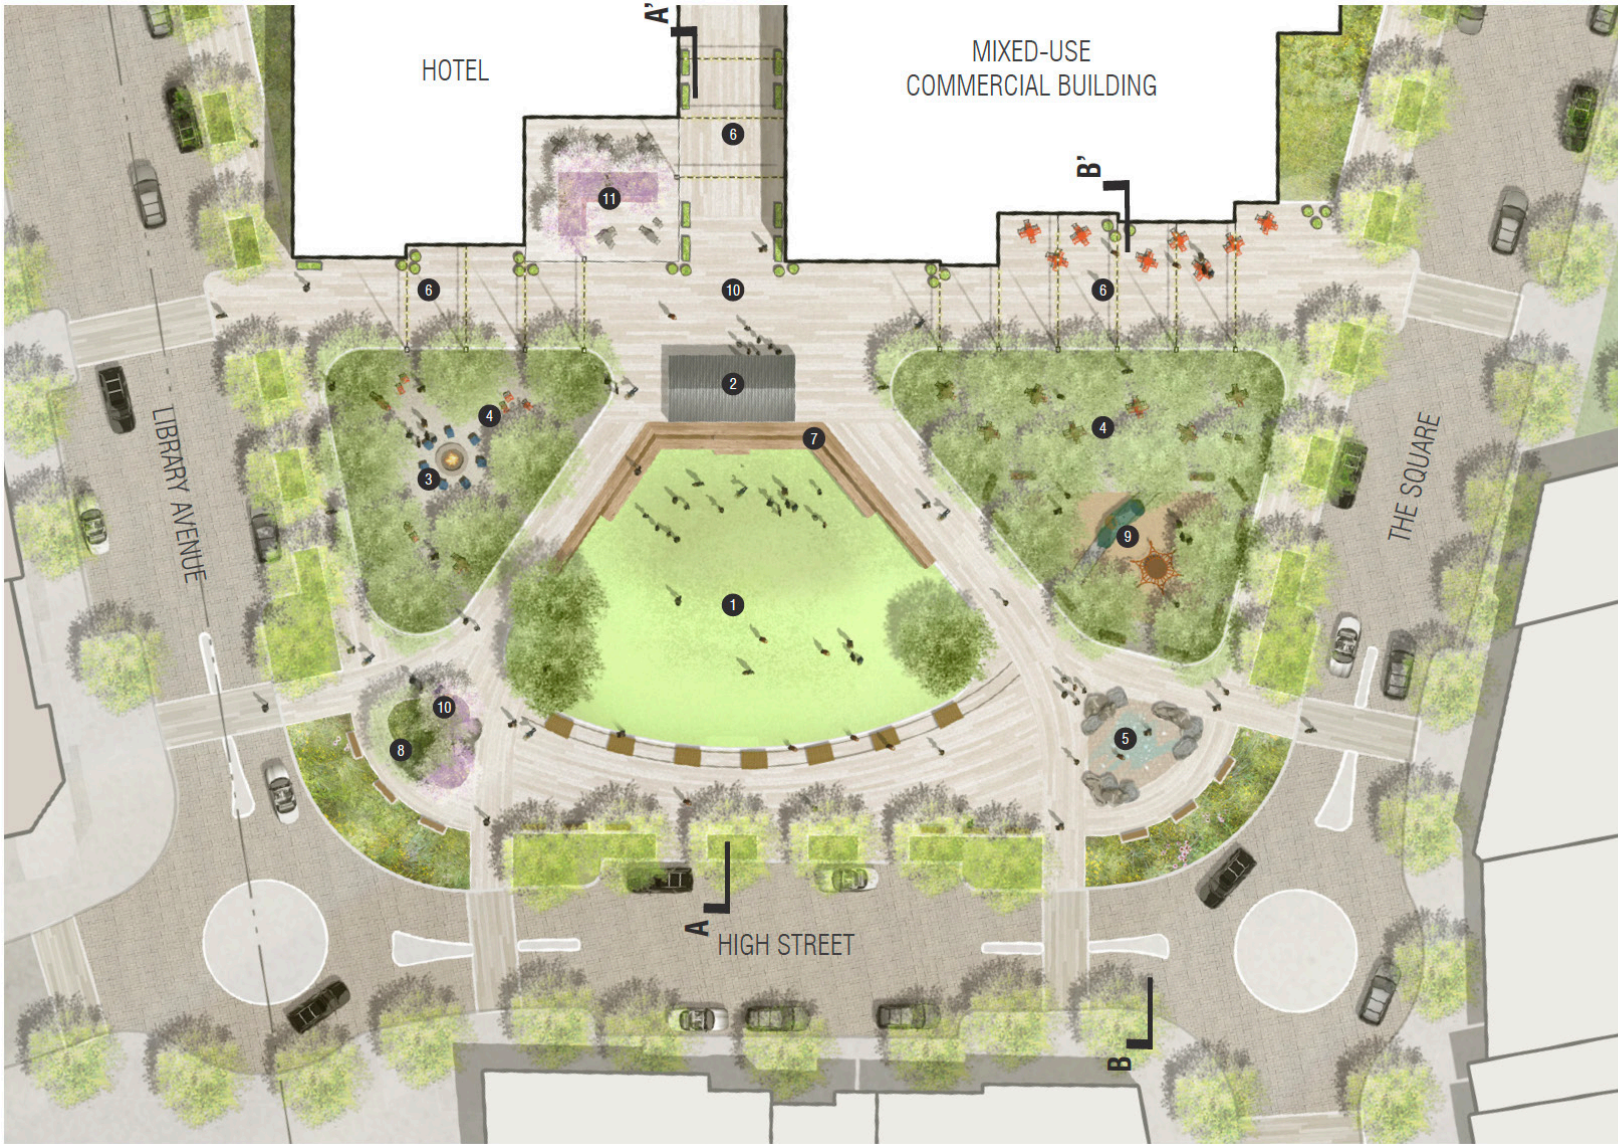 A'
HOTEL
MIXED-USE
COMMERCIAL BUILDING
6
B'
11
6
10
6
2
4
4
7
3
9
LIBRARY AVENUE
THE SQUARE
1
10
8
5
A
HIGH STREET
B